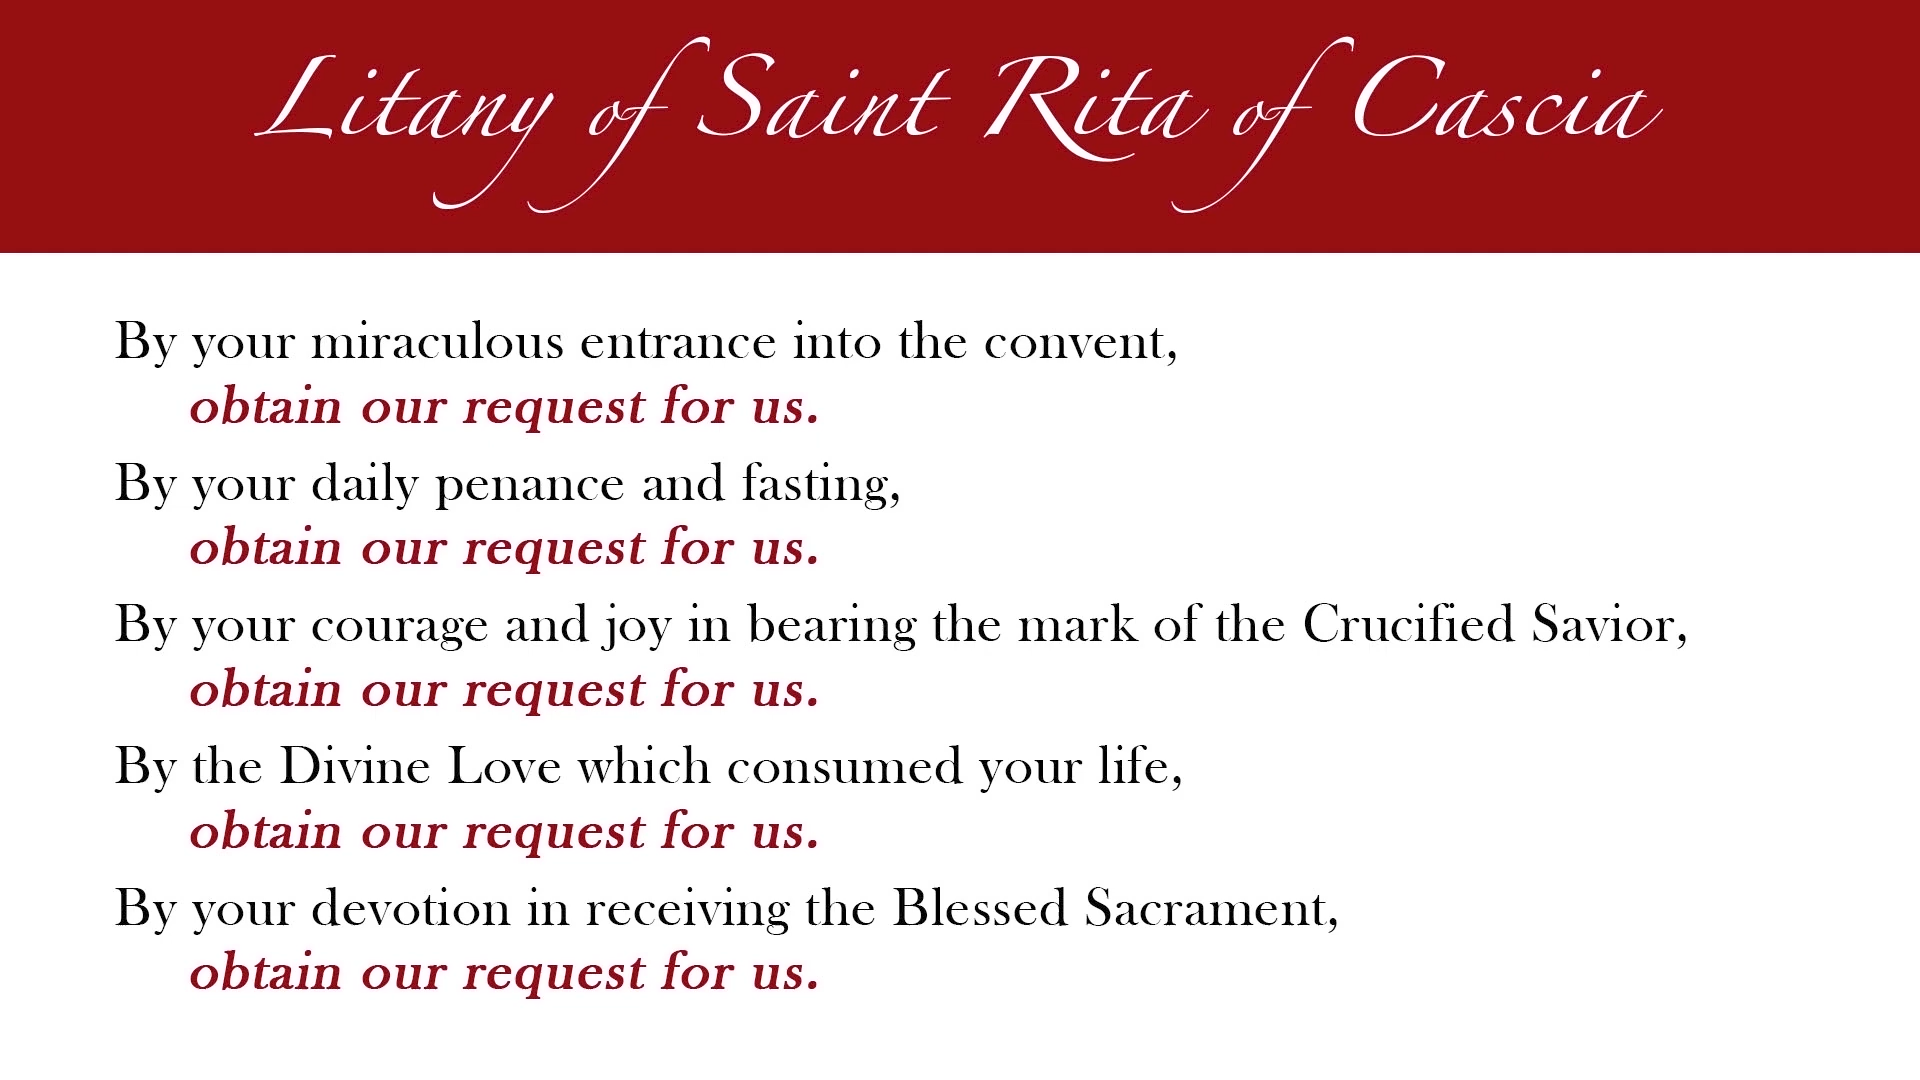 Litany of Saint Rita of Cascia
By your miraculous entrance into the convent,
obtain our request for us.
By your daily penance and fasting,
obtain our request for us.
By your courage and joy in bearing the mark of the Crucified Savior,
obtain our request for us.
By the Divine Love which consumed your life,
obtain our request for us.
By your devotion in receiving the Blessed Sacrament,
obtain our request for us.